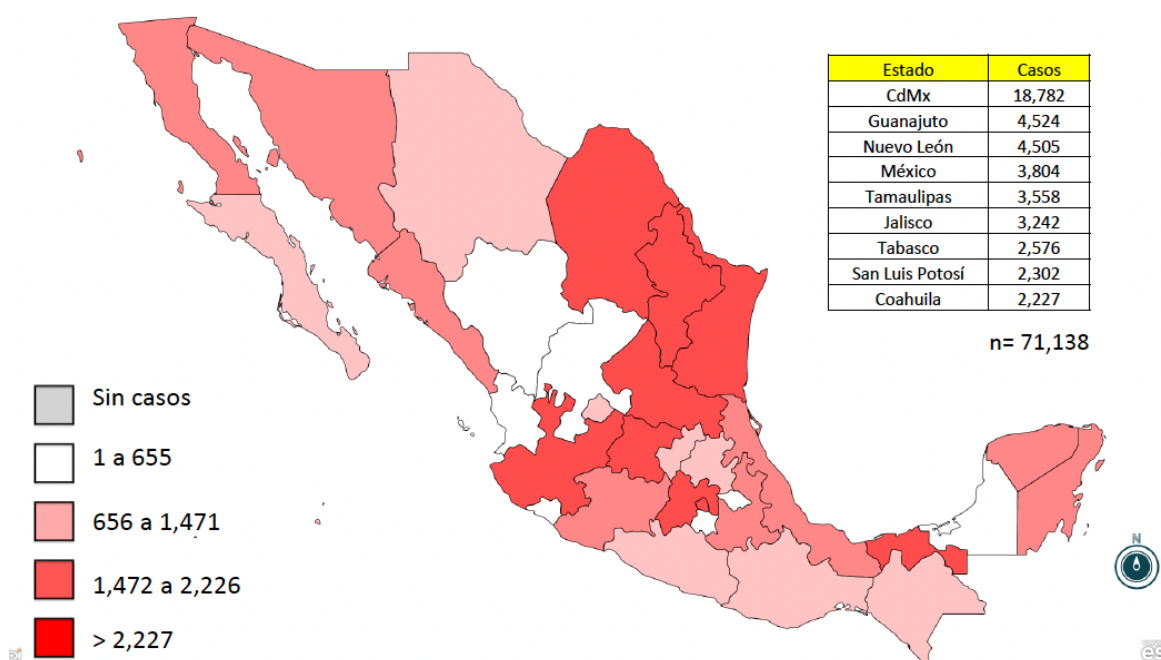 Estado Casos
CdMx 18,782
Guanajuto 4,524
Nuevo León 4,505
México 3,804
Tamaulipas 3,558
Jalisco 3,242
Tabasco 2,576
San Luis Potosí 2,302
Coahuila 2,227
n= 71,138
Sin casos
1 a 655
656 a 1,471
1,472 a 2,226
> 2,227
N
es